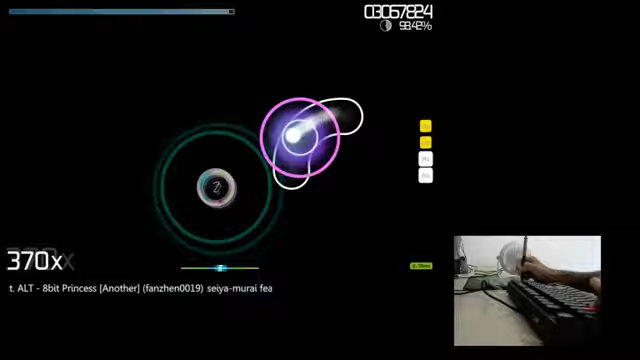 03067824
98.42%
2
370x
t. ALT - 8bit Princess [Another] (fanzhen0019) seiya-murai fea